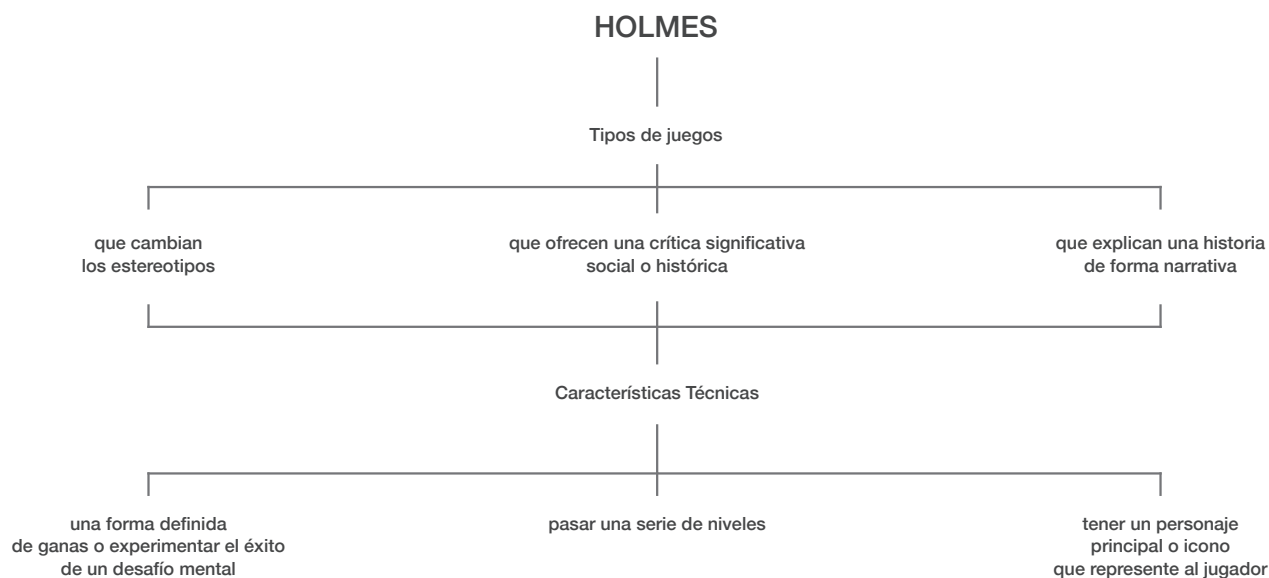 HOLMES
Tipos de juegos
que cambian
los estereotipos
que ofrecen una crítica significativa
social o histórica
que explican una historia
de forma narrativa
Característícas Técnicas
una forma definida
de ganas o experimentar el éxito
de un desafío mental
pasar una serie de niveles
tener un personaje
principal o icono
que represente al jugador